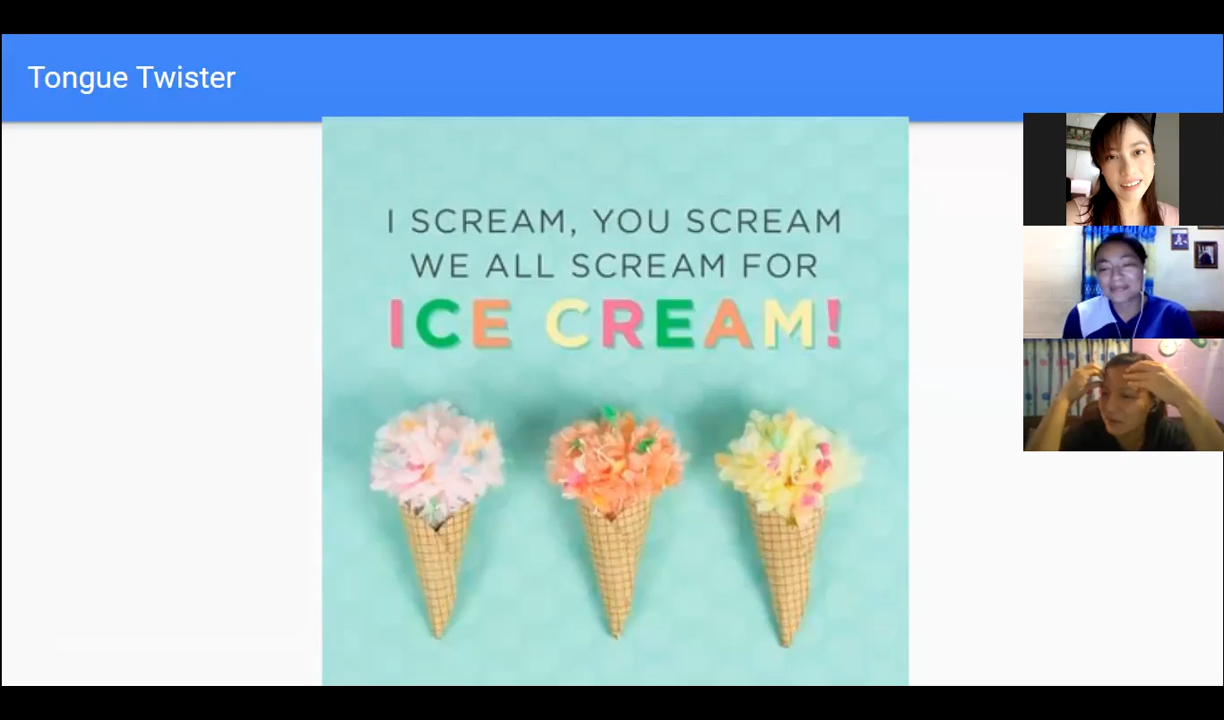 Tongue Twister
I SCREAM, YOU SCREAM
WE ALL SCREAM FOR
ICE CREAM!